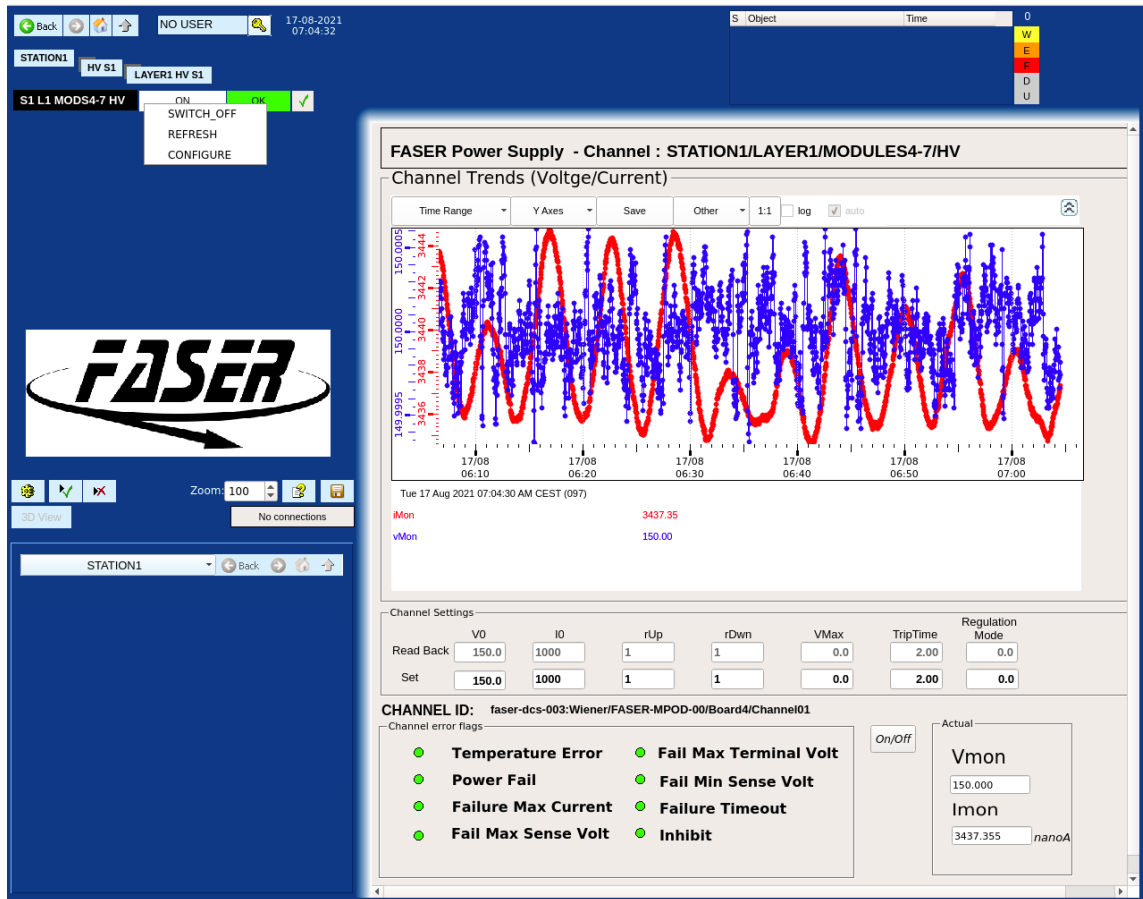 Back
NO USER
17-08-2021
07:04:32
S Object Time
0
W
E
F
D
U
STATION1
HV S1
LAYER1 HV S1
S1 L1 MODS4-7 HV ON OK
SWITCH_OFF
REFRESH
CONFIGURE
FASER
Zoom: 100
3D View
No connections
STATION1 Back
FASER Power Supply - Channel : STATION1/LAYER1/MODULES4-7/HV
Channel Trends (Voltge/Current)
Time Range Y Axes Save Other 1:1 log auto
150.0005
150.0000
149.9995
3444
3442
3440
3438
3436
17/08 17/08 17/08 17/08 17/08 17/08
06:10 06:20 06:30 06:40 06:50 07:00
Tue 17 Aug 2021 07:04:30 AM CEST (097)
iMon 3437.35
vMon 150.00
Channel Settings
V0 I0 rUp rDwn VMax TripTime Regulation Mode
Read Back 150.0 1000 1 1 0.0 2.00 0.0
Set 150.0 1000 1 1 0.0 2.00 0.0
CHANNEL ID: faser-dcs-003:Wiener/FASER-MPOD-00/Board4/Channel01
Channel error flags
Temperature Error Fail Max Terminal Volt
Power Fail Fail Min Sense Volt
Failure Max Current Failure Timeout
Fail Max Sense Volt Inhibit
On/Off
Actual
Vmon
150.000
Imon
3437.355 nanoA